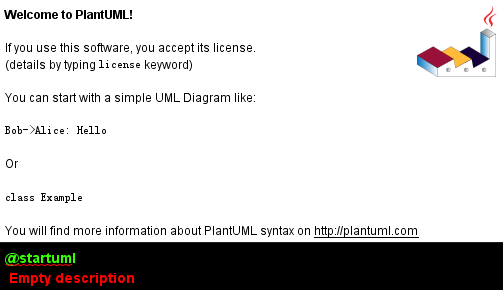 Welcome to PlantUML!
If you use this software, you accept its license.
(details by typing license keyword)
You can start with a simple UML Diagram like:
Bob->Alice: Hello
Or
class Example
You will find more information about PlantUML syntax on http://plantuml.com
@startuml
Empty description